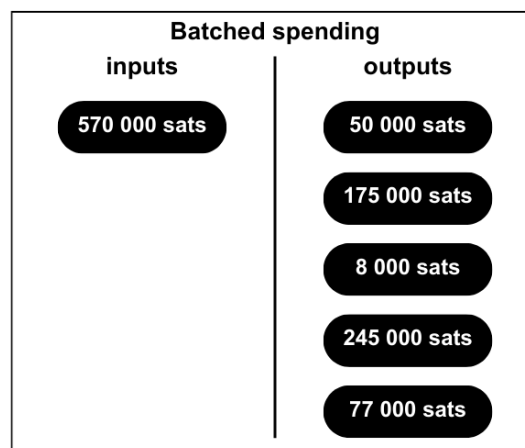 Batched spending
inputs
outputs
570 000 sats
50 000 sats
175 000 sats
8 000 sats
245 000 sats
77 000 sats